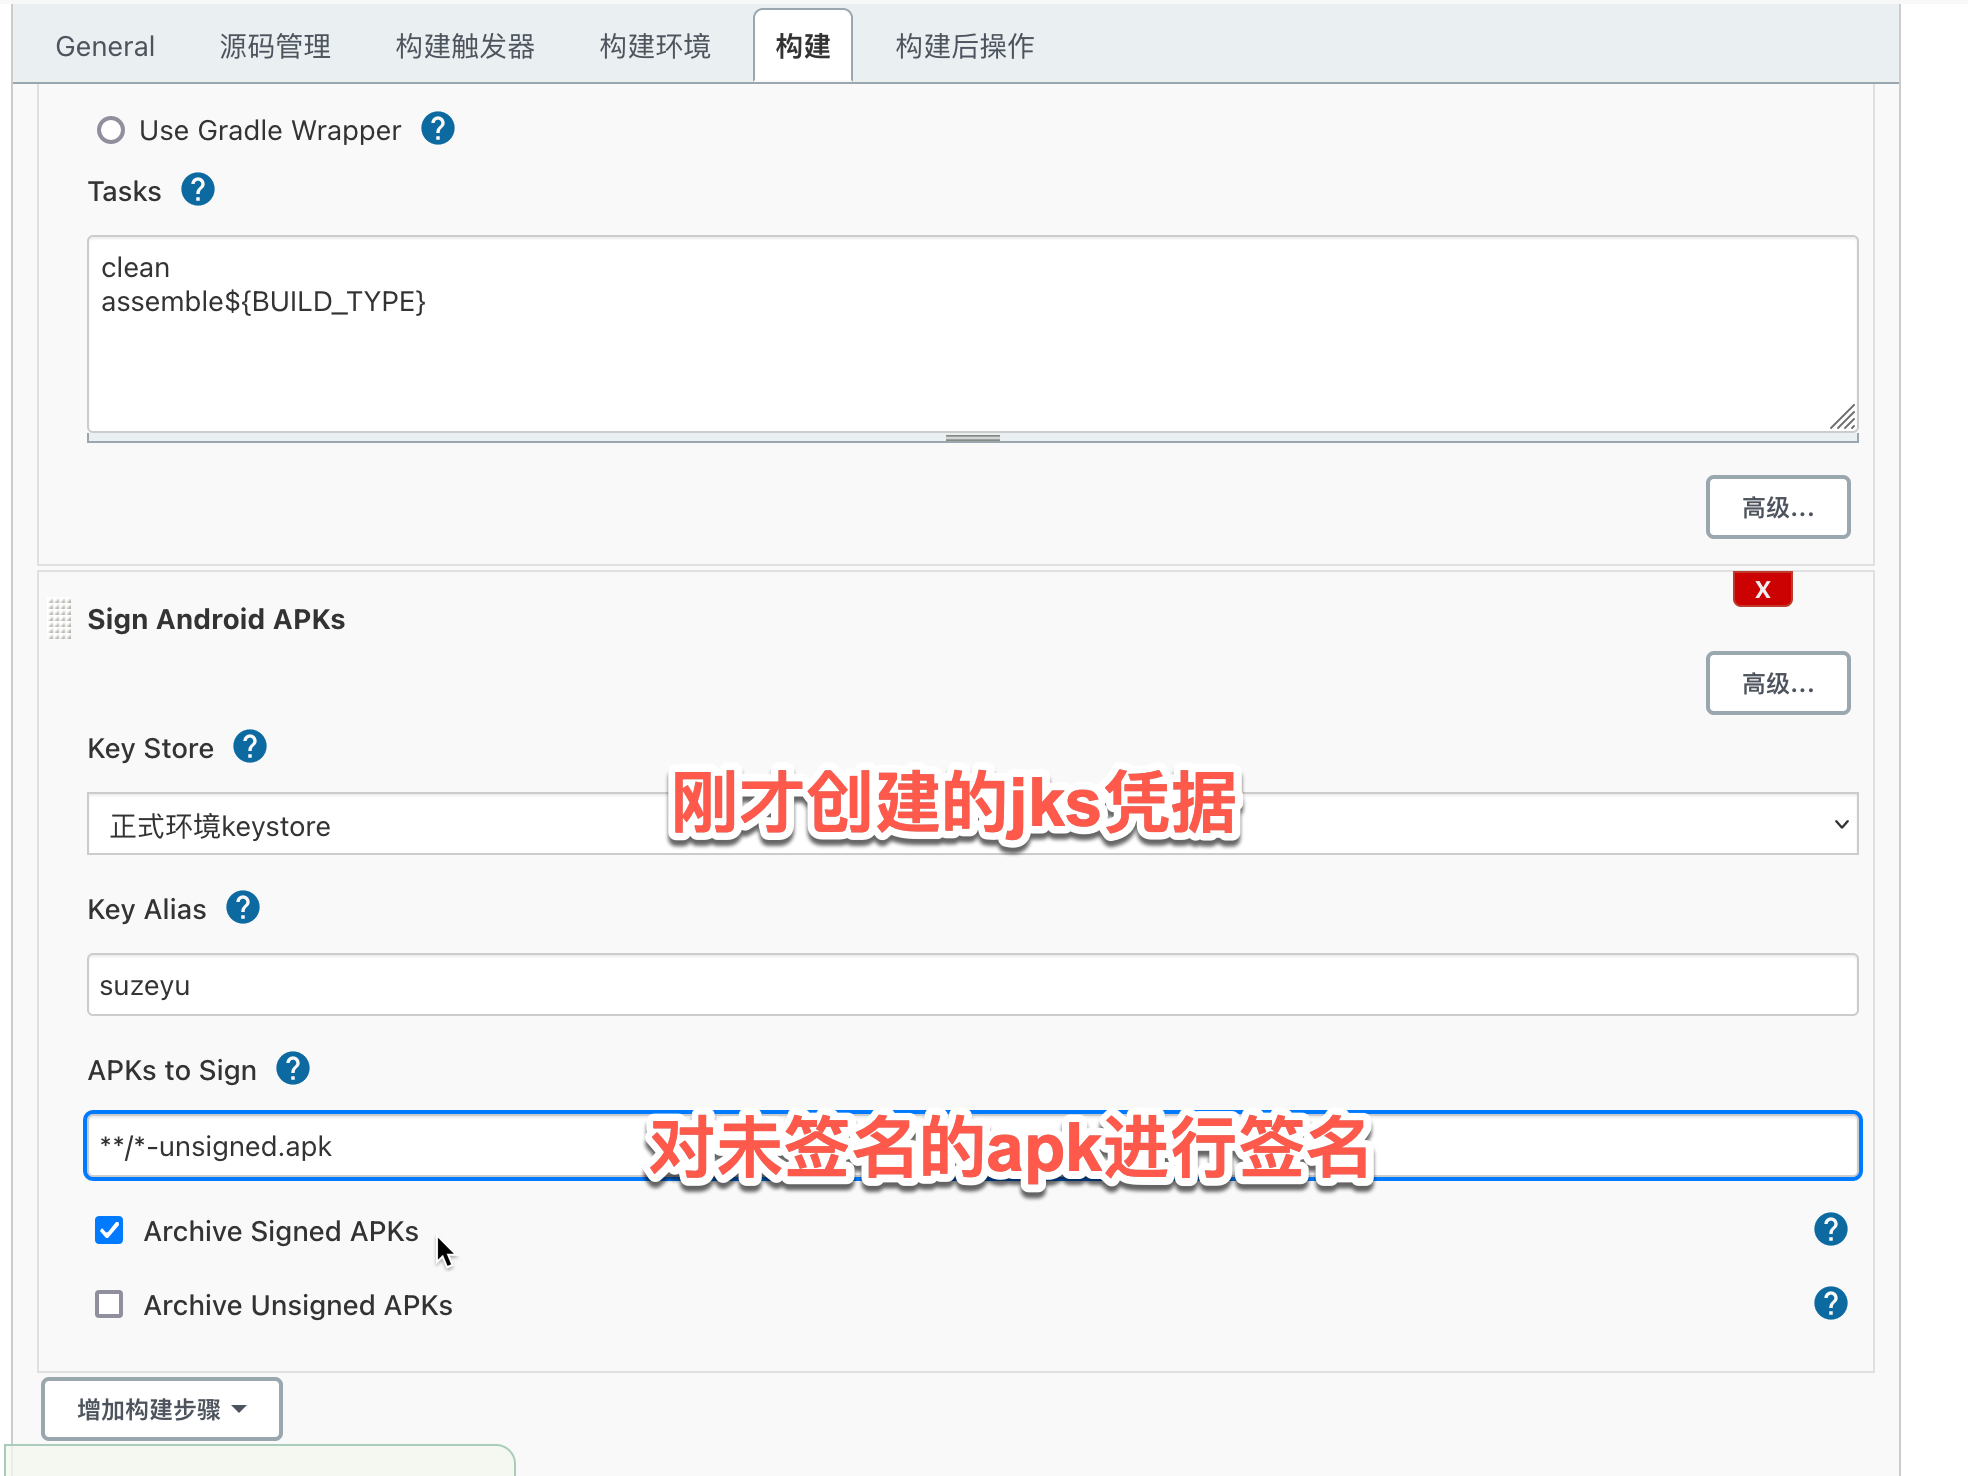 General 源码管理 构建触发器 构建环境 构建 构建后操作
Use Gradle Wrapper ?
Tasks ?
clean
assemble${BUILD_TYPE}
高级...
X
Sign Android APKs
高级...
Key Store ?
刚才创建的jks凭据
正式环境keystore
Key Alias ?
suzeyu
APKs to Sign ?
**/*-unsigned.apk
对未签名的apk进行签名
Archive Signed APKs ?
Archive Unsigned APKs ?
增加构建步骤